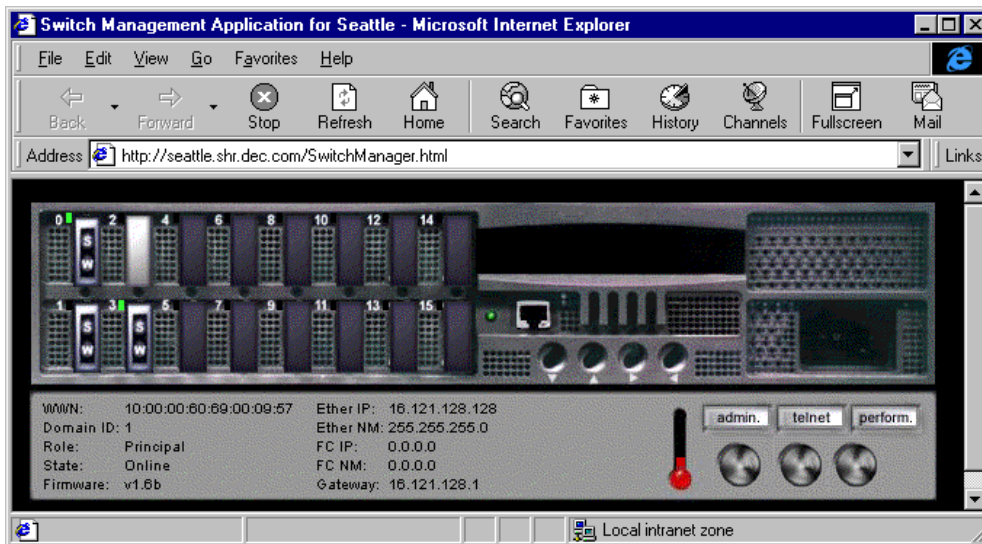 Switch Management Application for Seattle - Microsoft Internet Explorer
File Edit View Go Favorites Help
Back Forward Stop Refresh Home Search Favorites History Channels Fullscreen Mail
Address http://seattle.shr.dec.com/SwitchManager.html Links
0 2 4 6 8 10 12 14
S
W
1 3 5 7 9 11 13 15
S S
W W
WWN: 10:00:00:60:69:00:09:57 Ether IP: 16.121.128.128
Domain ID: 1 Ether NM: 255.255.255.0
Role: Principal FC IP: 0.0.0.0
State: Online FC NM: 0.0.0.0
Firmware: v1.6b Gateway: 16.121.128.1
admin. telnet perform.
Local intranet zone